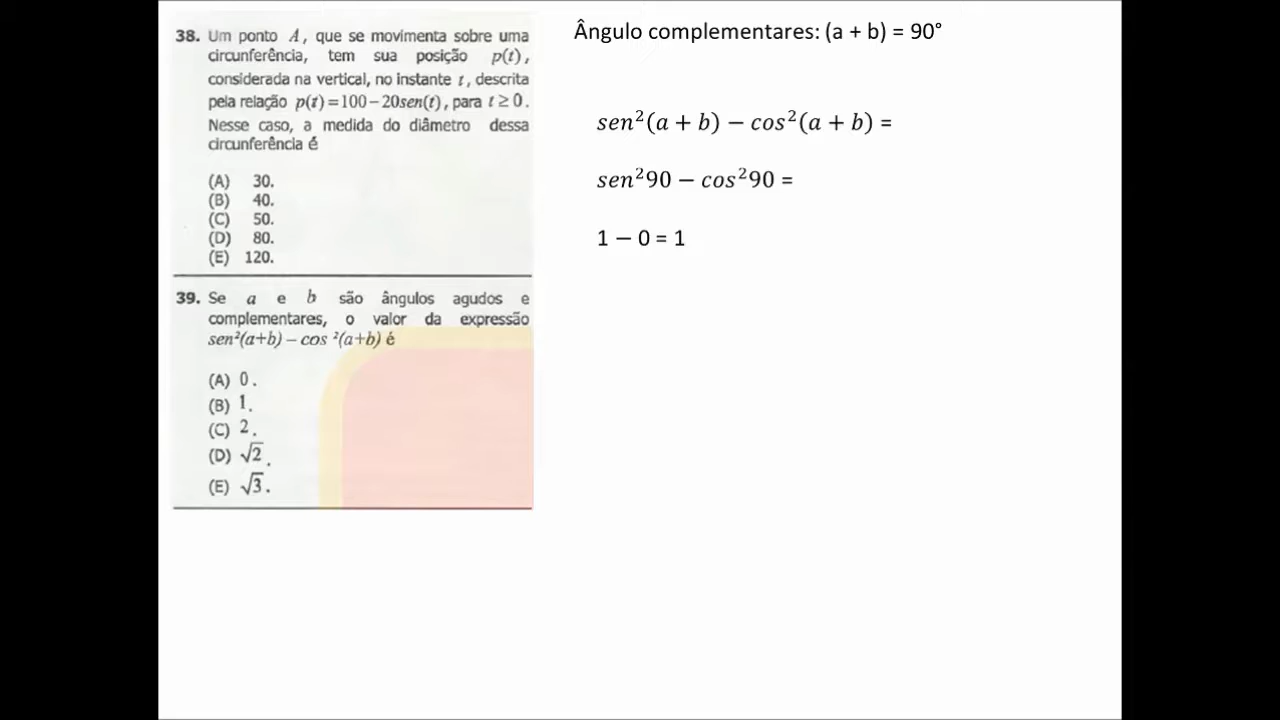 38. Um ponto A, que se movimenta sobre uma
circunferência, tem sua posição p(t),
considerada na vertical, no instante t, descrita
pela relação p(t)=100−20sen(t), para t ≥ 0.
Nesse caso, a medida do diâmetro dessa
circunferência é
(A) 30.
(B) 40.
(C) 50.
(D) 80.
(E) 120.
39. Se a e b são ângulos agudos e
complementares, o valor da expressão
sen²(a+b) – cos ²(a+b) é
(A) 0.
(B) 1.
(C) 2.
(D) √2.
(E) √3.
Ângulo complementares: (a + b) = 90°
sen²(a + b) − cos²(a + b) =
sen²90 − cos²90 =
1 − 0 = 1